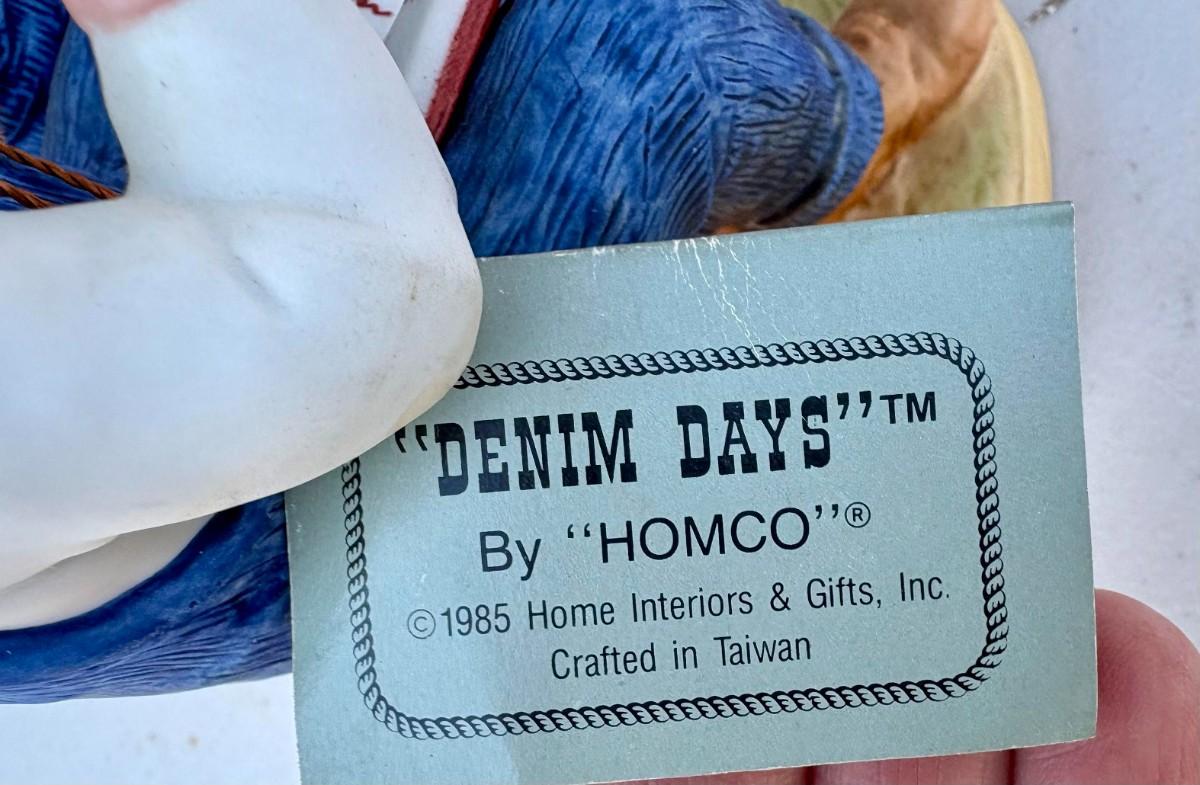 “DENIM DAYS”™
By “HOMCO”®
©1985 Home Interiors & Gifts, Inc.
Crafted in Taiwan